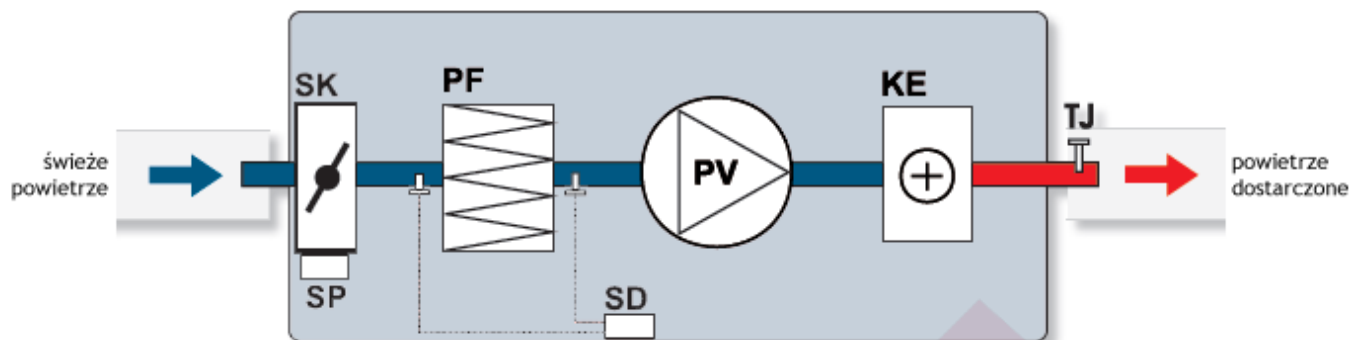 SK
PF
KE
TJ
świeże
powietrze
PV
powietrze
dostarczone
SP
SD